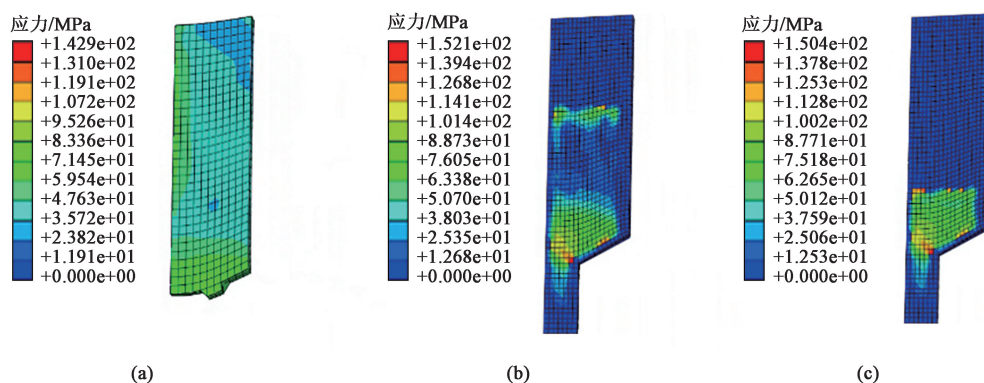 应力/MPa
+1.429e+02
+1.310e+02
+1.191e+02
+1.072e+02
+9.526e+01
+8.336e+01
+7.145e+01
+5.954e+01
+4.763e+01
+3.572e+01
+2.382e+01
+1.191e+01
+0.000e+00
(a)
应力/MPa
+1.521e+02
+1.394e+02
+1.268e+02
+1.141e+02
+1.014e+02
+8.873e+01
+7.605e+01
+6.338e+01
+5.070e+01
+3.803e+01
+2.535e+01
+1.268e+01
+0.000e+00
(b)
应力/MPa
+1.504e+02
+1.378e+02
+1.253e+02
+1.128e+02
+1.002e+02
+8.771e+01
+7.518e+01
+6.265e+01
+5.012e+01
+3.759e+01
+2.506e+01
+1.253e+01
+0.000e+00
(c)